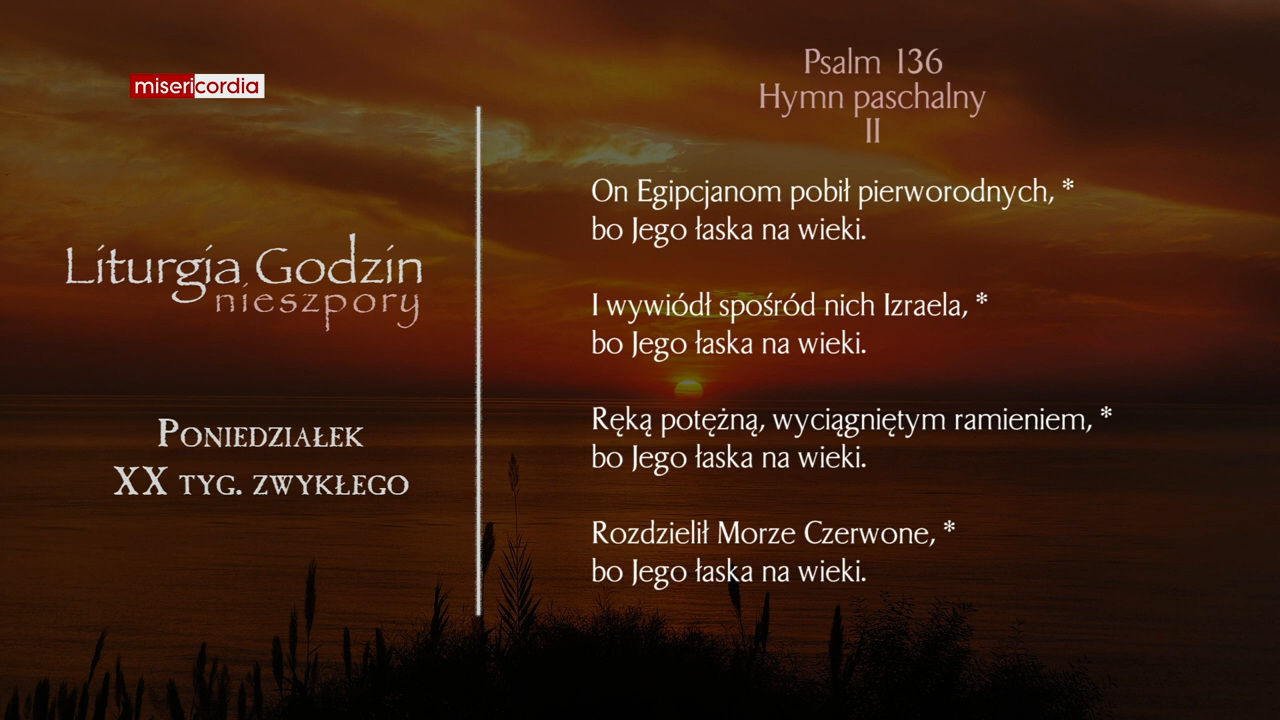 misericordia
Liturgia Godzin
nieszpory
Poniedziałek
XX tyg. zwykłego
Psalm 136
Hymn paschalny
II
On Egipcjanom pobił pierworodnych, *
bo Jego łaska na wieki.
I wywiódł spośród nich Izraela, *
bo Jego łaska na wieki.
Ręką potężną, wyciągniętym ramieniem, *
bo Jego łaska na wieki.
Rozdzielił Morze Czerwone, *
bo Jego łaska na wieki.